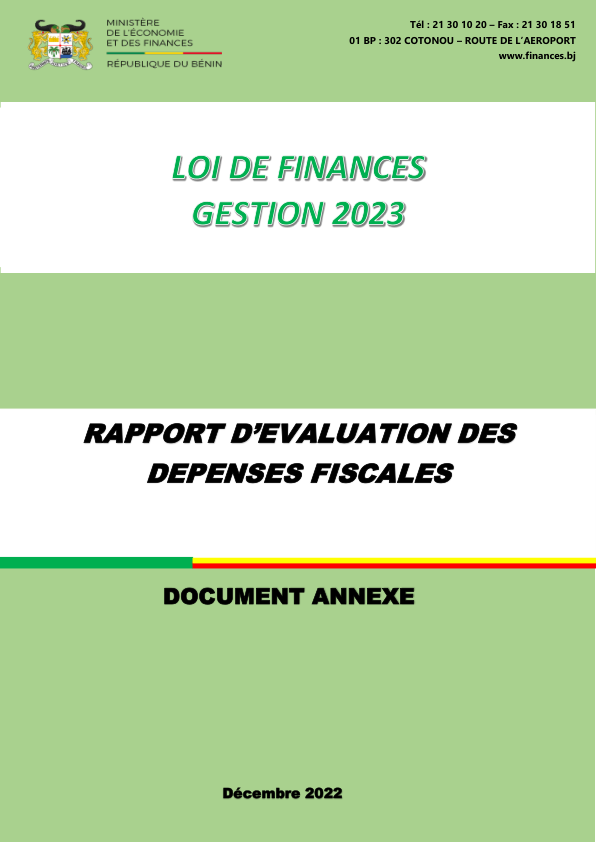 MINISTÈRE
DE L'ÉCONOMIE
ET DES FINANCES
RÉPUBLIQUE DU BÉNIN
Tél : 21 30 10 20 – Fax : 21 30 18 51
01 BP : 302 COTONOU – ROUTE DE L'AEROPORT
www.finances.bj
LOI DE FINANCES
GESTION 2023
RAPPORT D'EVALUATION DES
DEPENSES FISCALES
DOCUMENT ANNEXE
Décembre 2022